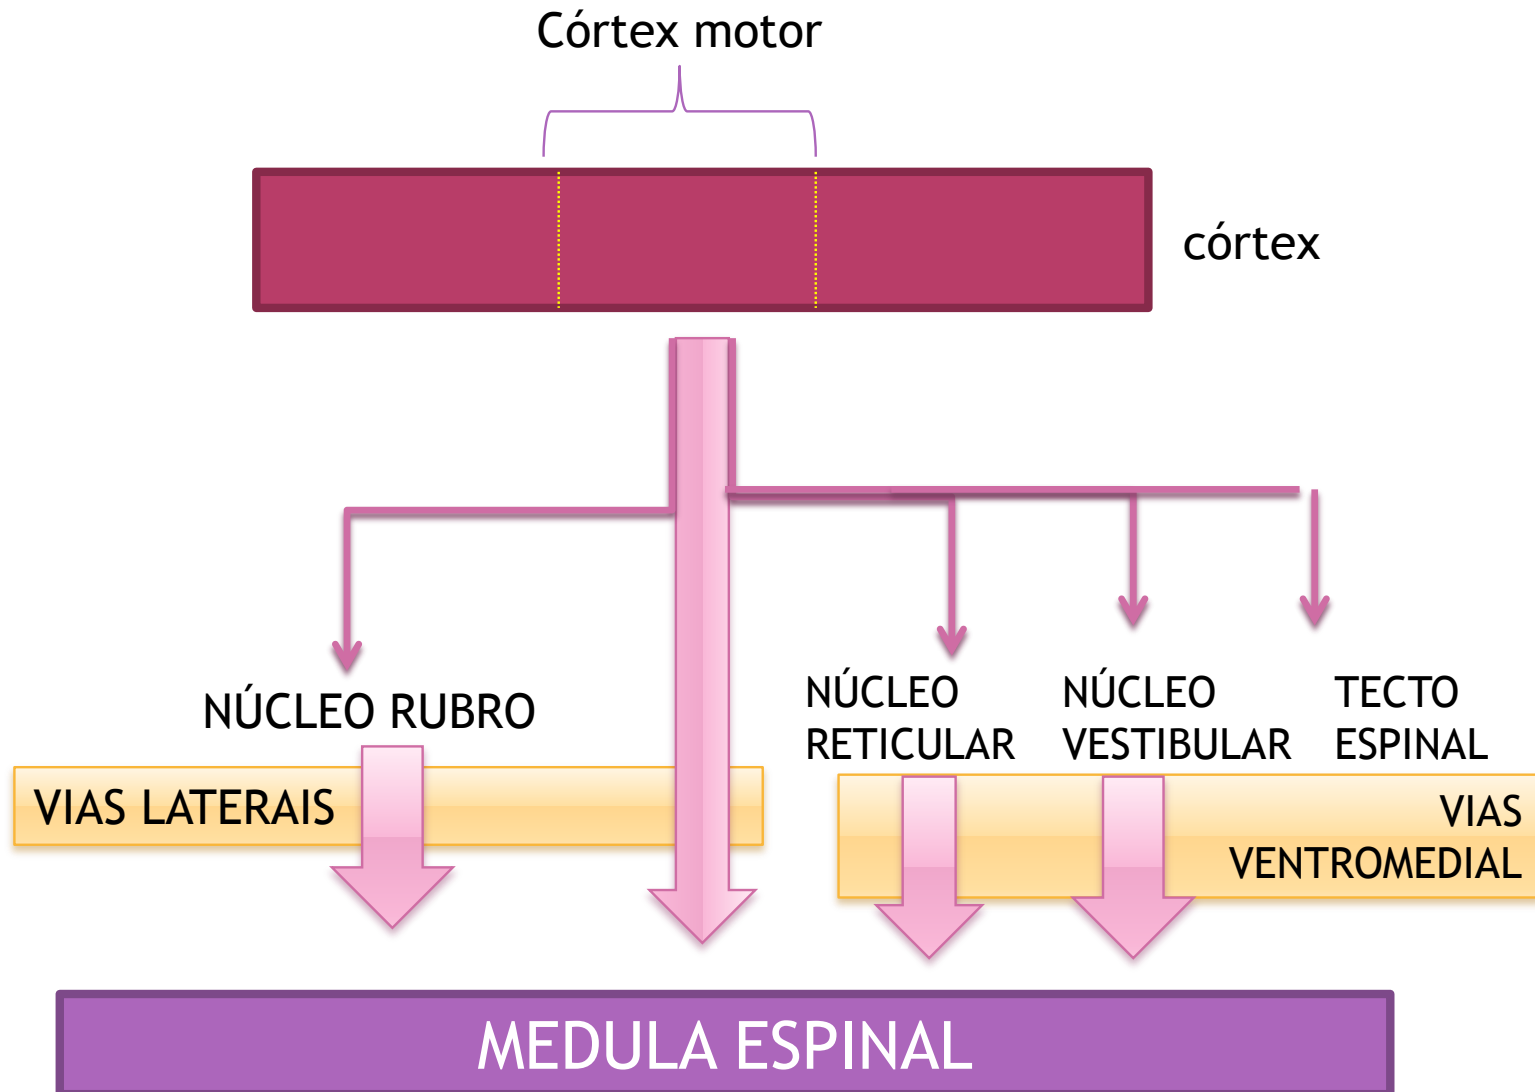 Córtex motor
córtex
NÚCLEO RUBRO
NÚCLEO
RETICULAR
NÚCLEO
VESTIBULAR
TECTO
ESPINAL
VIAS LATERAIS
VIAS
VENTROMEDIAL
MEDULA ESPINAL